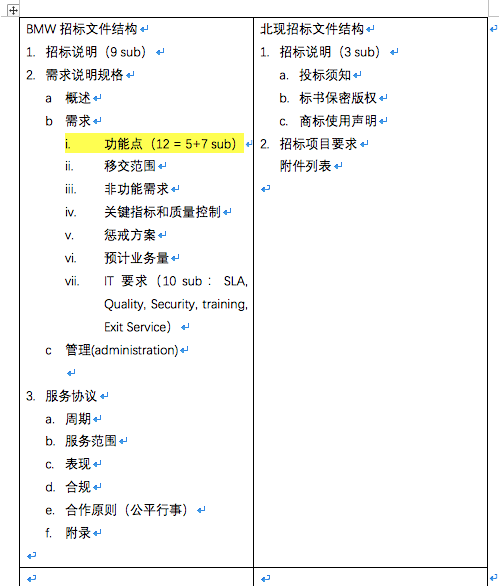 BMW 招标文件结构
1. 招标说明（9 sub）
2. 需求说明规格
a 概述
b 需求
i. 功能点（12 = 5+7 sub）
ii. 移交范围
iii. 非功能需求
iv. 关键指标和质量控制
v. 惩戒方案
vi. 预计业务量
vii. IT 要求（10 sub： SLA,
Quality, Security, training,
Exit Service）
c 管理(administration)
3. 服务协议
a. 周期
b. 服务范围
c. 表现
d. 合规
e. 合作原则（公平行事）
f. 附录
北现招标文件结构
1. 招标说明（3 sub）
a. 投标须知
b. 标书保密版权
c. 商标使用声明
2. 招标项目要求
附件列表